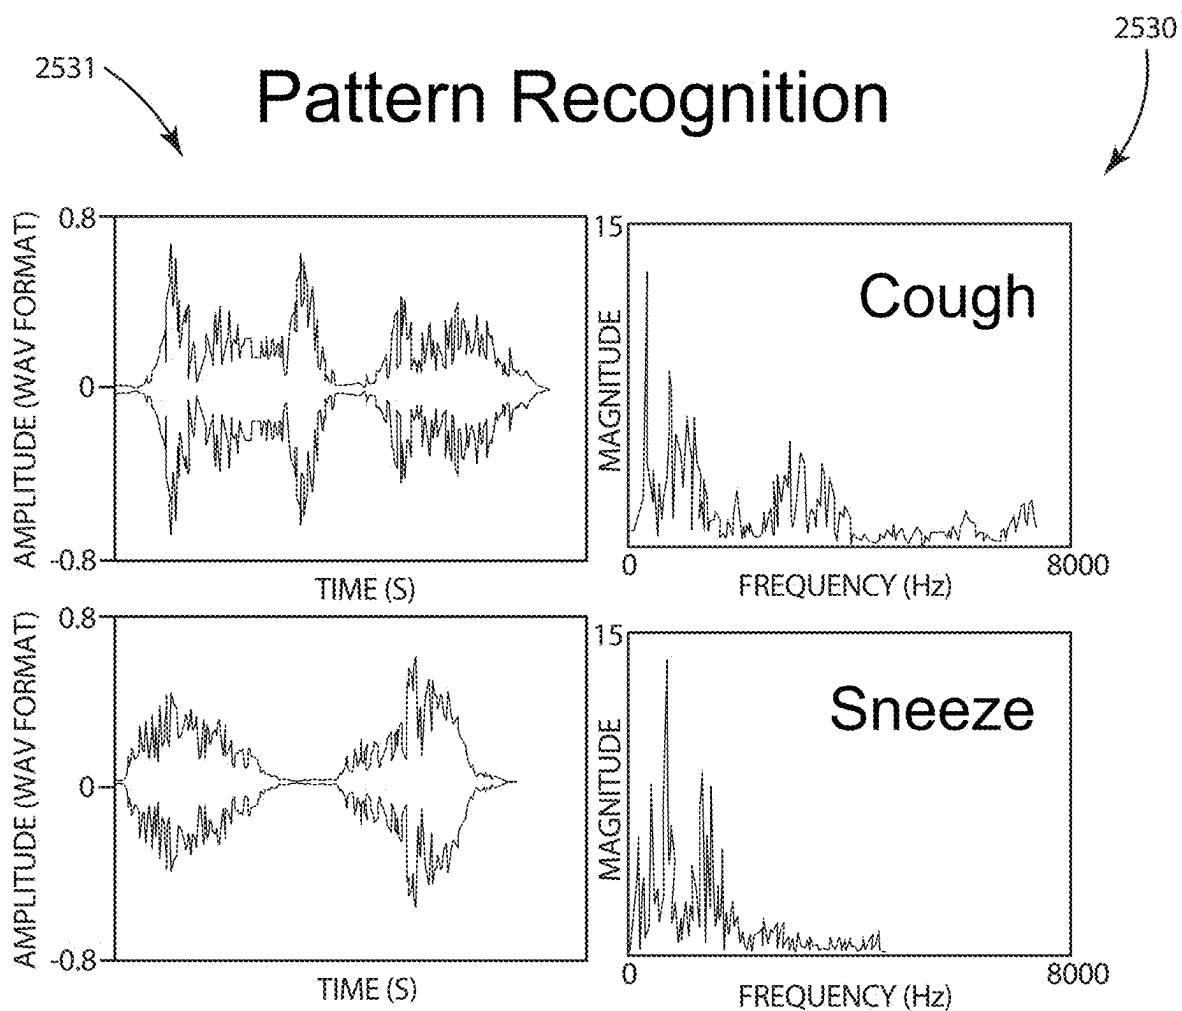 2530
2531
Pattern Recognition
AMPLITUDE (WAV FORMAT)
0.8
0
-0.8
TIME (S)
MAGNITUDE
15
Cough
0
8000
FREQUENCY (Hz)
AMPLITUDE (WAV FORMAT)
0.8
0
-0.8
TIME (S)
MAGNITUDE
15
Sneeze
0
8000
FREQUENCY (Hz)